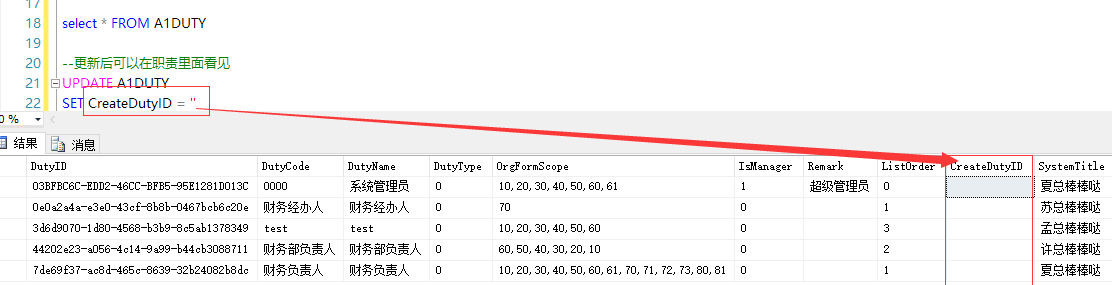 17
18 select * FROM A1DUTY
19
20 --更新后可以在职责里面看见
21 UPDATE A1DUTY
22 SET CreateDutyID = ''
0 %
结果 消息
DutyID DutyCode DutyName DutyType OrgFormScope IsManager Remark ListOrder CreateDutyID SystemTitle
03BFBC6C-EDD2-46CC-BFB5-95E1281D013C 0000 系统管理员 0 10,20,30,40,50,60,61 1 超级管理员 0 夏总棒棒哒
0e0a2a4a-e3e0-43cf-8b8b-0467bcb6c20e 财务经办人 财务经办人 0 70 0 1 苏总棒棒哒
3d6d9070-1d80-4568-b3b9-8c5ab1378349 test test 0 10,20,30,40,50,60 0 3 孟总棒棒哒
44202e23-a056-4c14-9a99-b44cb3088711 财务部负责人 财务部负责人 0 60,50,40,30,20,10 0 2 许总棒棒哒
7de69f37-ac8d-465c-8639-32b24082b8dc 财务负责人 财务负责人 0 10,20,30,40,50,60,61,70,71,72,73,80,81 0 1 夏总棒棒哒